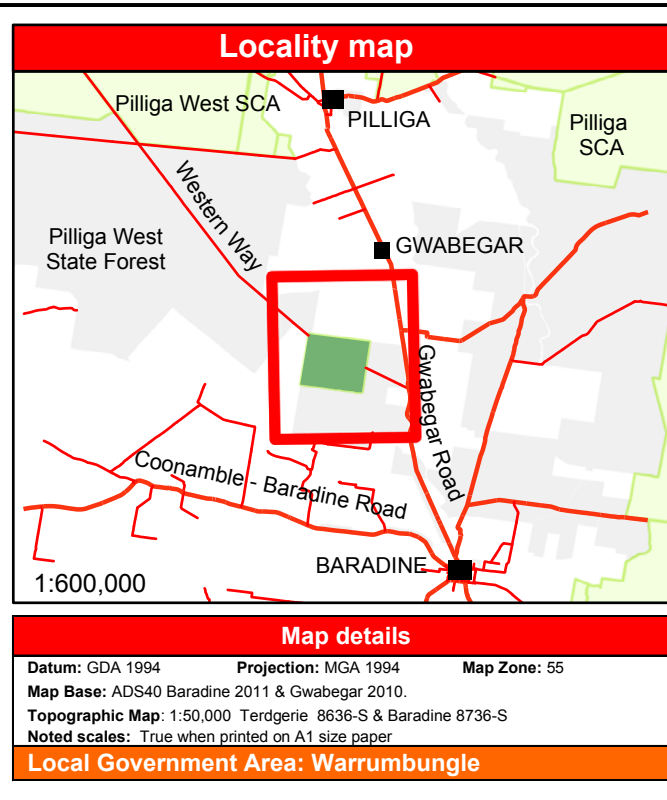 Locality map
Pilliga West SCA
PILLIGA
Pilliga
SCA
Western Way
Pilliga West
State Forest
GWABEGAR
Gwabegar Road
Coonamble - Baradine Road
BARADINE
1:600,000
Map details
Datum: GDA 1994 Projection: MGA 1994 Map Zone: 55
Map Base: ADS40 Baradine 2011 & Gwabegar 2010.
Topographic Map: 1:50,000 Terdgerie 8636-S & Baradine 8736-S
Noted scales: True when printed on A1 size paper
Local Government Area: Warrumbungle